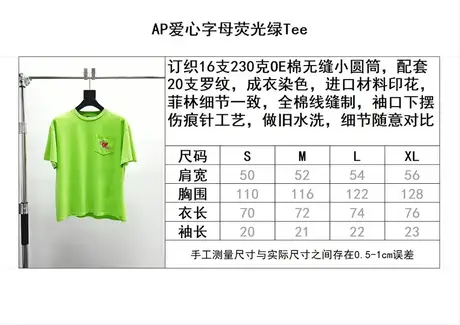 AP爱心字母荧光绿Tee
订织16支230克OE棉无缝小圆筒，配套
20支罗纹，成衣染色，进口材料印花，
菲林细节一致，全棉线缝制，袖口下摆
伤痕针工艺，做旧水洗，细节随意对比
尺码 S M L XL
肩宽 50 52 54 56
胸围 110 116 122 128
衣长 70 72 74 76
袖长 20 21 22 23
手工测量尺寸与实际尺寸之间存在0.5-1cm误差